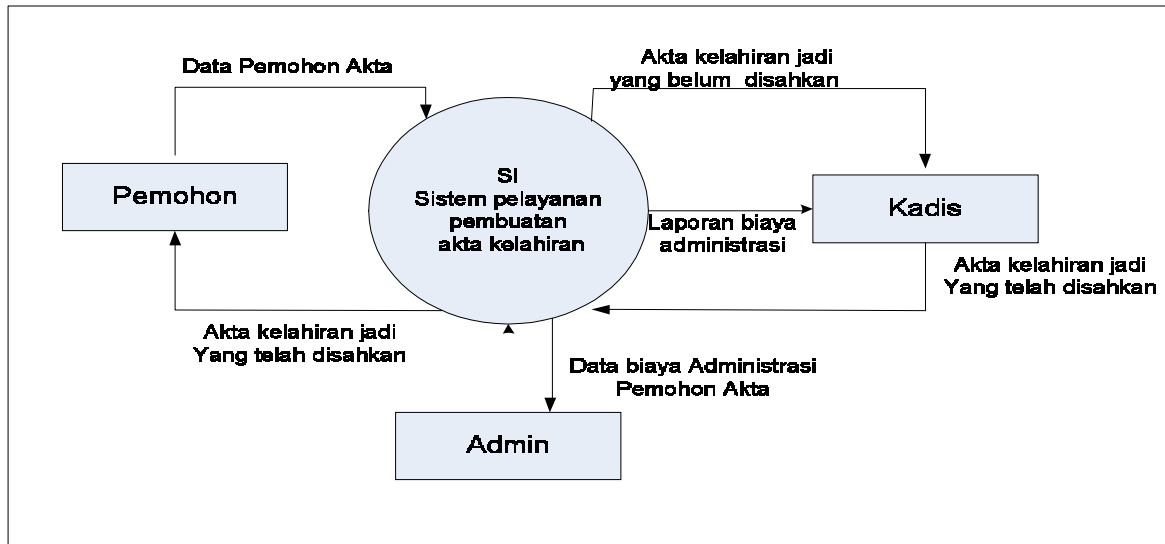 Data Pemohon Akta
Akta kelahiran jadi
yang belum disahkan
Pemohon
SI
Sistem pelayanan
pembuatan
akta kelahiran
Laporan biaya
administrasi
Kadis
Akta kelahiran jadi
Yang telah disahkan
Akta kelahiran jadi
Yang telah disahkan
Data biaya Administrasi
Pemohon Akta
Admin